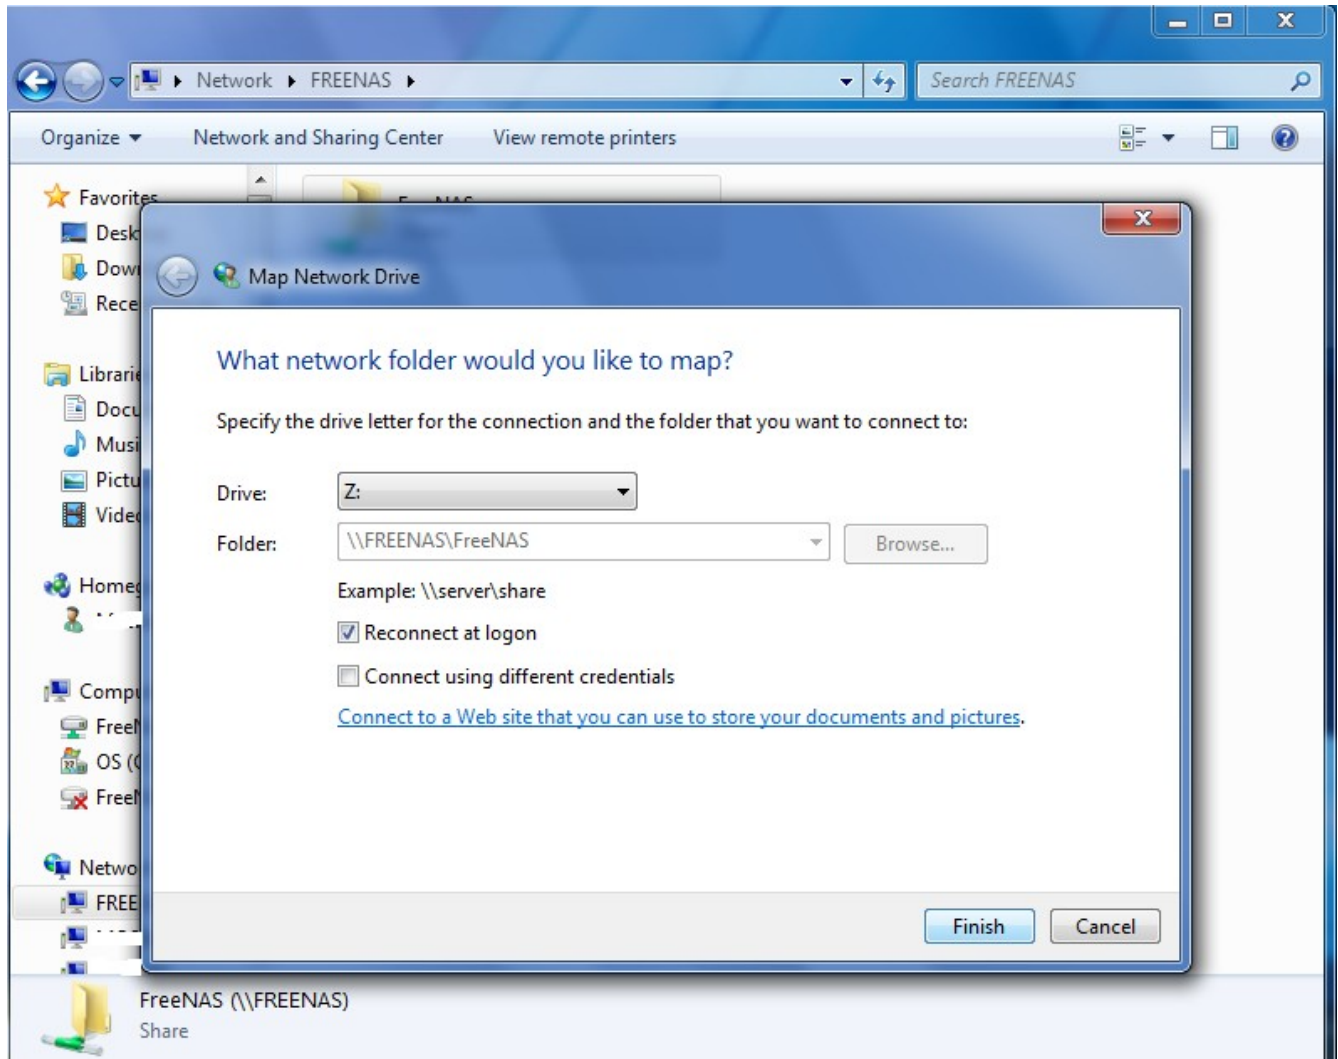 Network ▸ FREENAS ▸
Search FREENAS
Organize
Network and Sharing Center
View remote printers
Favorites
Map Network Drive
What network folder would you like to map?
Specify the drive letter for the connection and the folder that you want to connect to:
Drive:
Z:
Folder:
\\FREENAS\FreeNAS
Browse...
Example: \\server\share
Reconnect at logon
Connect using different credentials
Connect to a Web site that you can use to store your documents and pictures.
OS (
Finish
Cancel
FreeNAS (\\FREENAS)
Share